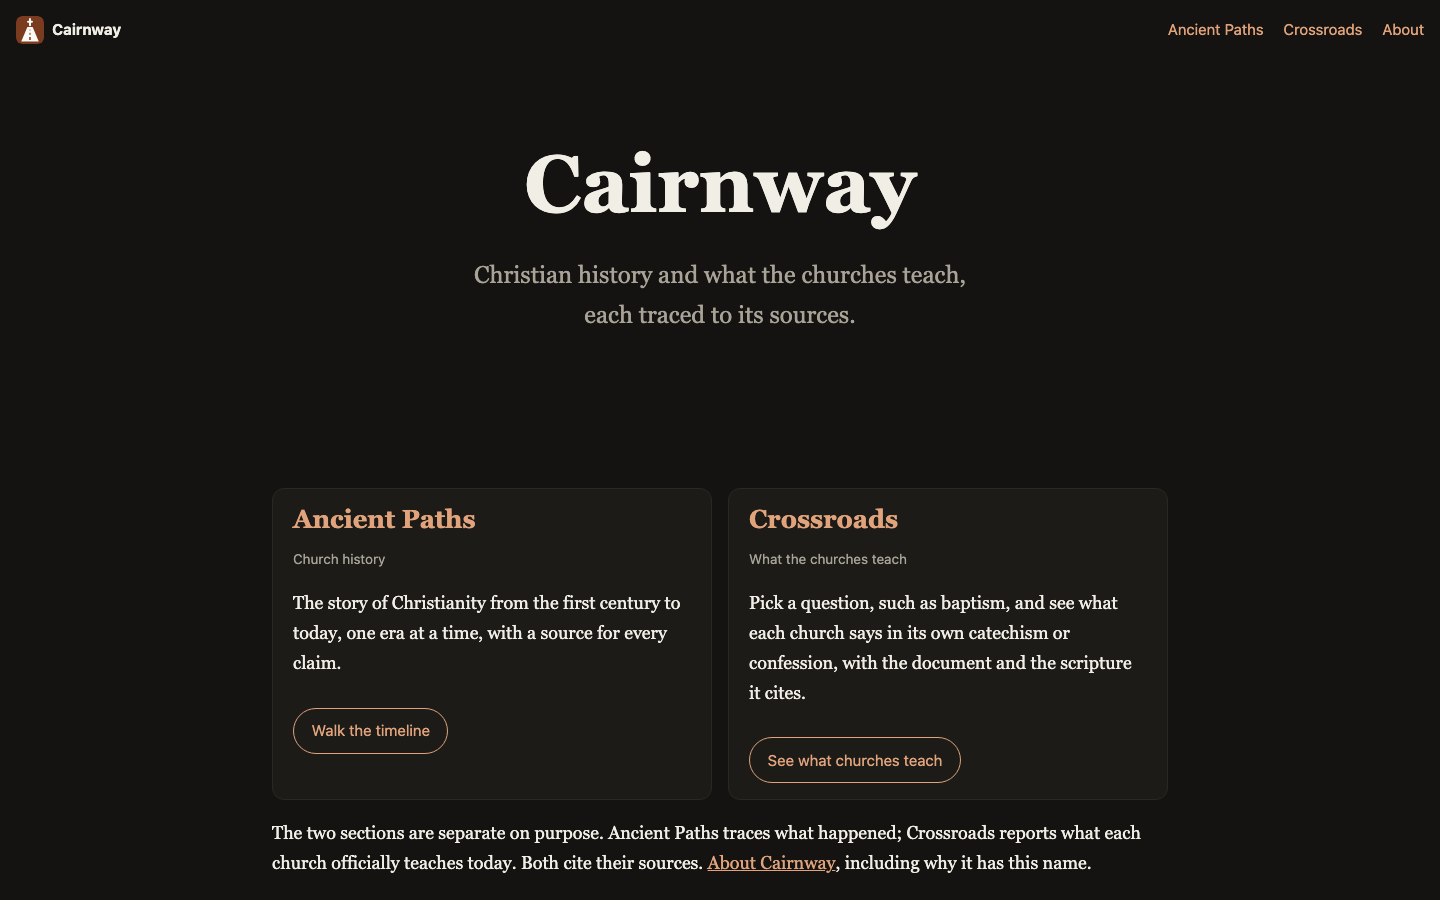 Cairnway
Ancient Paths
Crossroads
About
Cairnway
Christian history and what the churches teach,
each traced to its sources.
Ancient Paths
Church history
The story of Christianity from the first century to
today, one era at a time, with a source for every
claim.
Walk the timeline
Crossroads
What the churches teach
Pick a question, such as baptism, and see what
each church says in its own catechism or
confession, with the document and the scripture
it cites.
See what churches teach
The two sections are separate on purpose. Ancient Paths traces what happened; Crossroads reports what each
church officially teaches today. Both cite their sources. About Cairnway, including why it has this name.